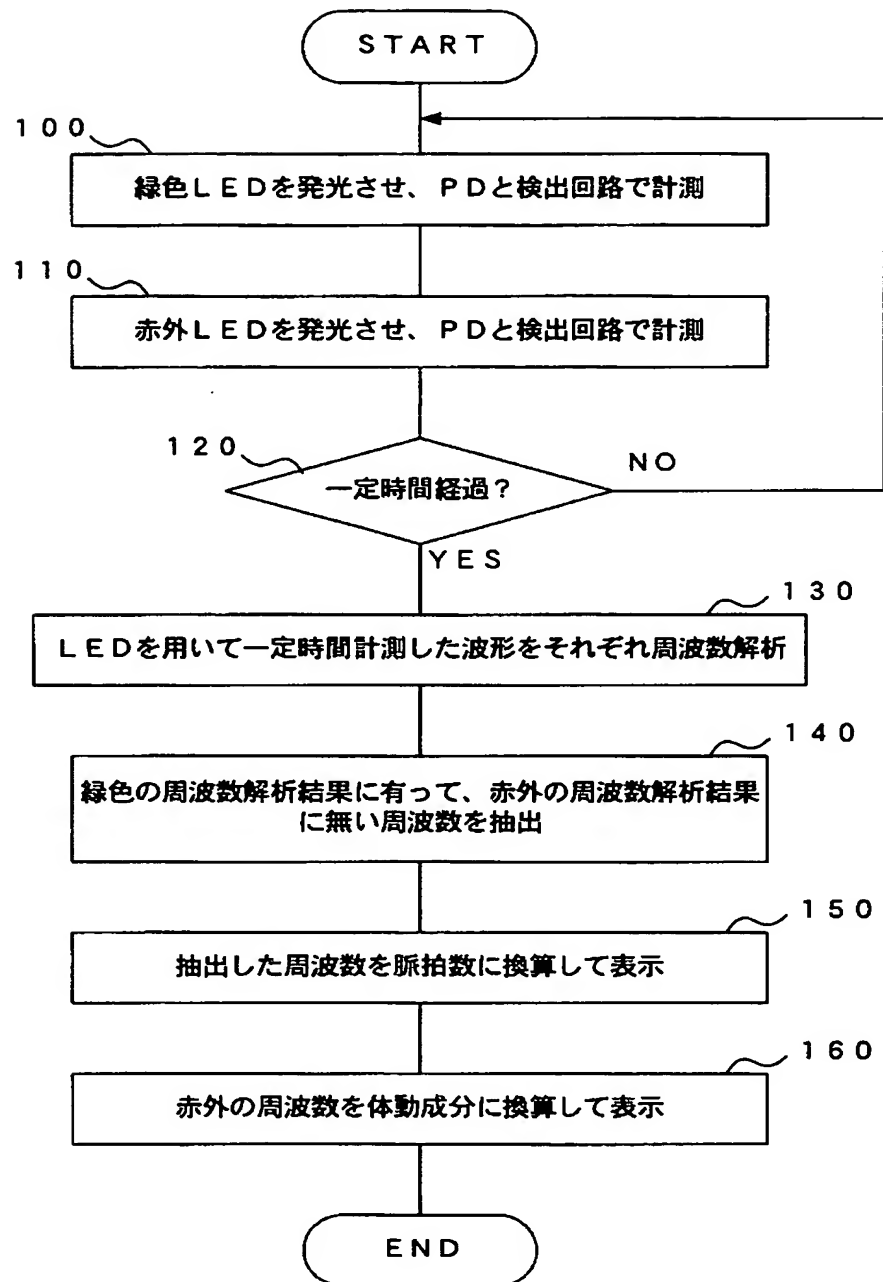 START
100
緑色LEDを発光させ、PDと検出回路で計測
110
赤外LEDを発光させ、PDと検出回路で計測
120
一定時間経過?
NO
YES
130
LEDを用いて一定時間計測した波形をそれぞれ周波数解析
140
緑色の周波数解析結果に有って、赤外の周波数解析結果
に無い周波数を抽出
150
抽出した周波数を脈拍数に換算して表示
160
赤外の周波数を体動成分に換算して表示
END